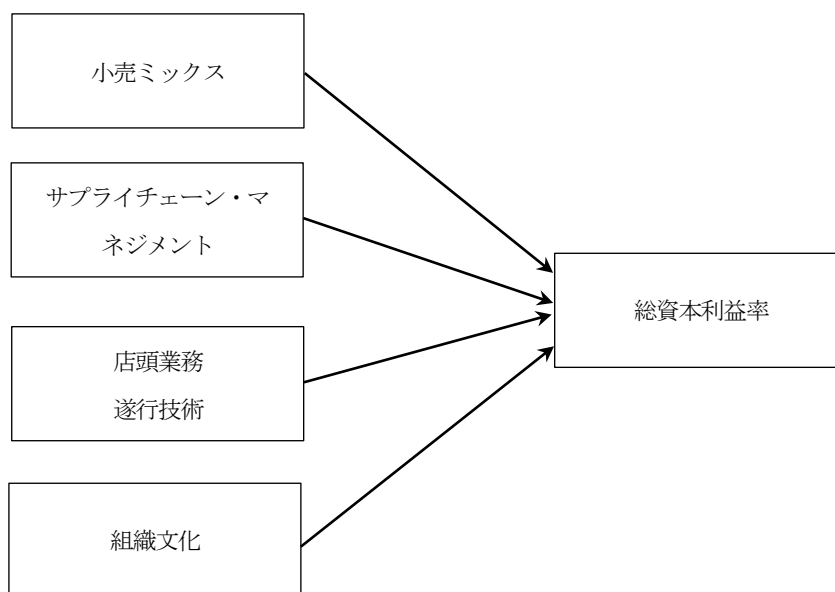 小売ミックス
サプライチェーン・マ
ネジメント
店頭業務
遂行技術
組織文化
総資本利益率